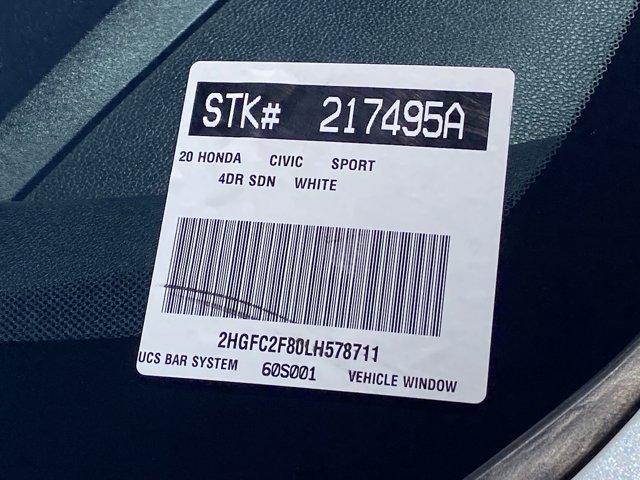 STK# 217495A
20 HONDA CIVIC SPORT
4DR SDN WHITE
2HGFC2F80LH578711
UCS BAR SYSTEM 60S001 VEHICLE WINDOW